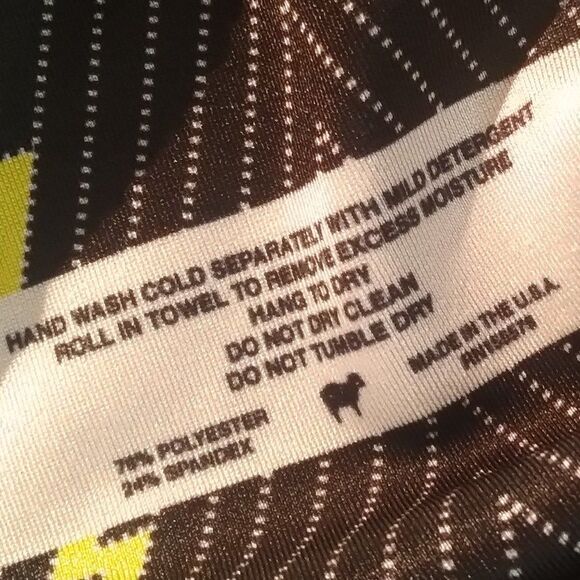 HAND WASH COLD SEPARATELY WITH MILD DETERGENT
ROLL IN TOWEL TO REMOVE EXCESS MOISTURE
HANG TO DRY
DO NOT DRY CLEAN
DO NOT TUMBLE DRY
76% POLYESTER
24% SPANDEX
MADE IN THE U.S.A.